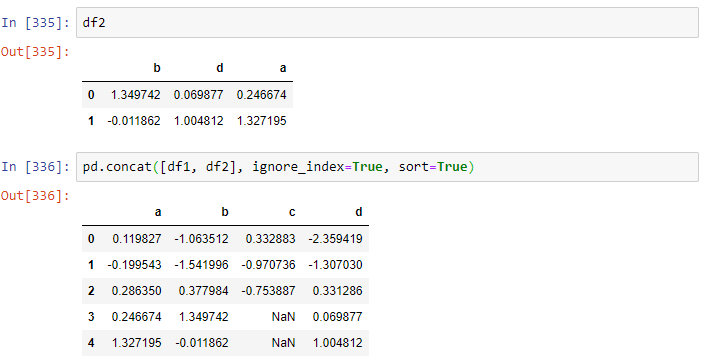 In [335]: df2
Out[335]:
b d a
0 1.349742 0.069877 0.246674
1 -0.011862 1.004812 1.327195
In [336]: pd.concat([df1, df2], ignore_index=True, sort=True)
Out[336]:
a b c d
0 0.119827 -1.063512 0.332883 -2.359419
1 -0.199543 -1.541996 -0.970736 -1.307030
2 0.286350 0.377984 -0.753887 0.331286
3 0.246674 1.349742 NaN 0.069877
4 1.327195 -0.011862 NaN 1.004812